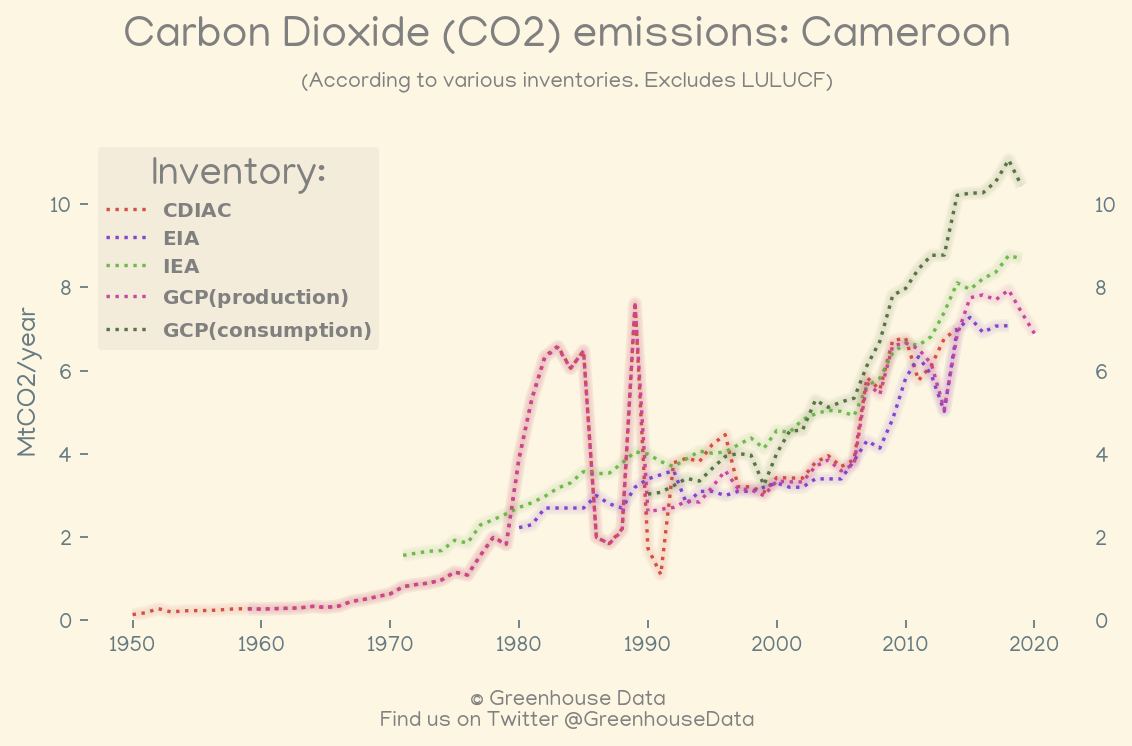 Carbon Dioxide (CO2) emissions: Cameroon
(According to various inventories. Excludes LULUCF)
Inventory:
CDIAC
EIA
IEA
GCP(production)
GCP(consumption)
MtCO2/year
10
8
6
4
2
0
10
8
6
4
2
0
1950 1960 1970 1980 1990 2000 2010 2020
© Greenhouse Data
Find us on Twitter @GreenhouseData